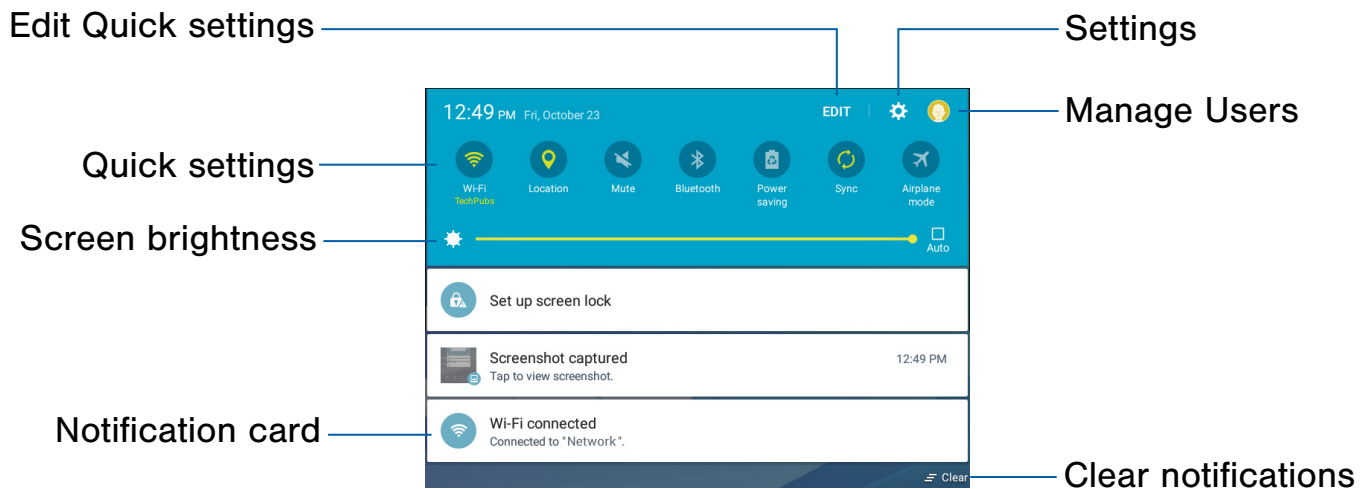 Edit Quick settings
Settings
12:49 PM Fri, October 23
EDIT
Manage Users
Quick settings
Wi-Fi
TechPubs
Location
Mute
Bluetooth
Power
saving
Sync
Airplane
mode
Screen brightness
Auto
Set up screen lock
Screenshot captured
12:49 PM
Tap to view screenshot.
Notification card
Wi-Fi connected
Connected to "Network".
Clear
Clear notifications